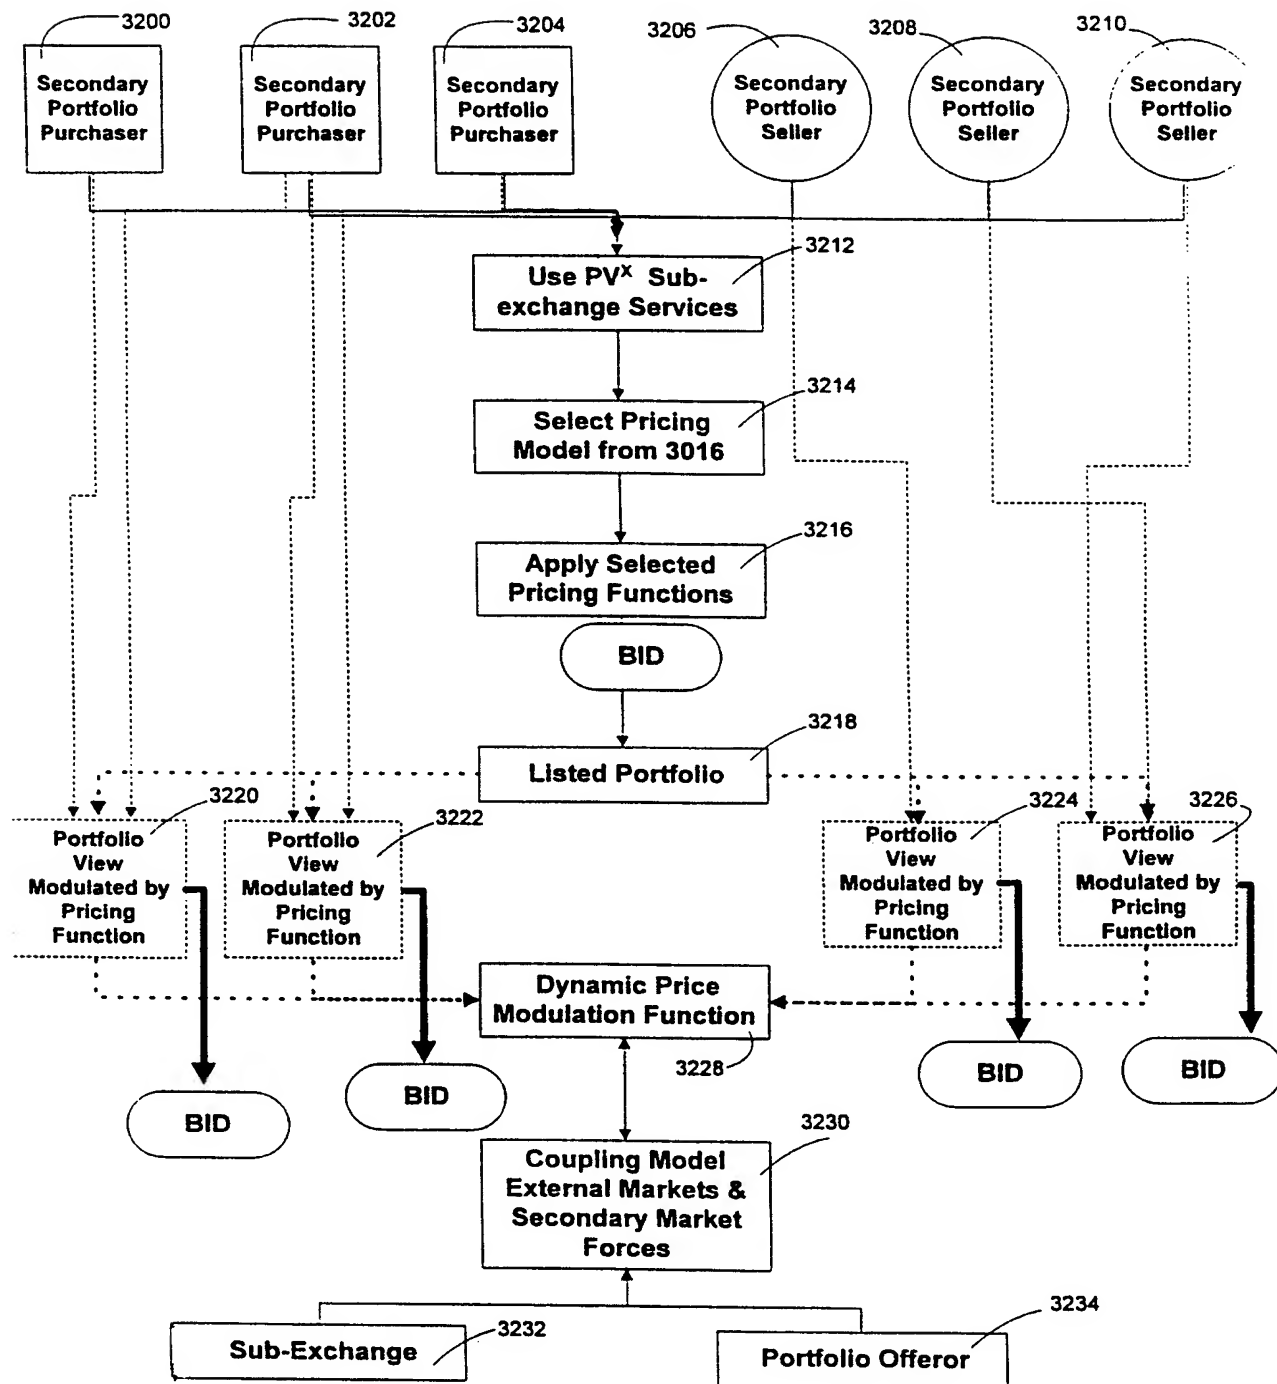 3200
3202
3204
3206
3208
3210
Secondary
Portfolio
Purchaser
Secondary
Portfolio
Purchaser
Secondary
Portfolio
Purchaser
Secondary
Portfolio
Seller
Secondary
Portfolio
Seller
Secondary
Portfolio
Seller
3212
Use PVx Sub-
exchange Services
3214
Select Pricing
Model from 3016
3216
Apply Selected
Pricing Functions
BID
3218
Listed Portfolio
3220
Portfolio
View
Modulated by
Pricing
Function
3222
Portfolio
View
Modulated by
Pricing
Function
3224
Portfolio
View
Modulated by
Pricing
Function
3226
Portfolio
View
Modulated by
Pricing
Function
Dynamic Price
Modulation Function
3228
BID
BID
BID
BID
3230
Coupling Model
External Markets &
Secondary Market
Forces
3232
Sub-Exchange
3234
Portfolio Offeror